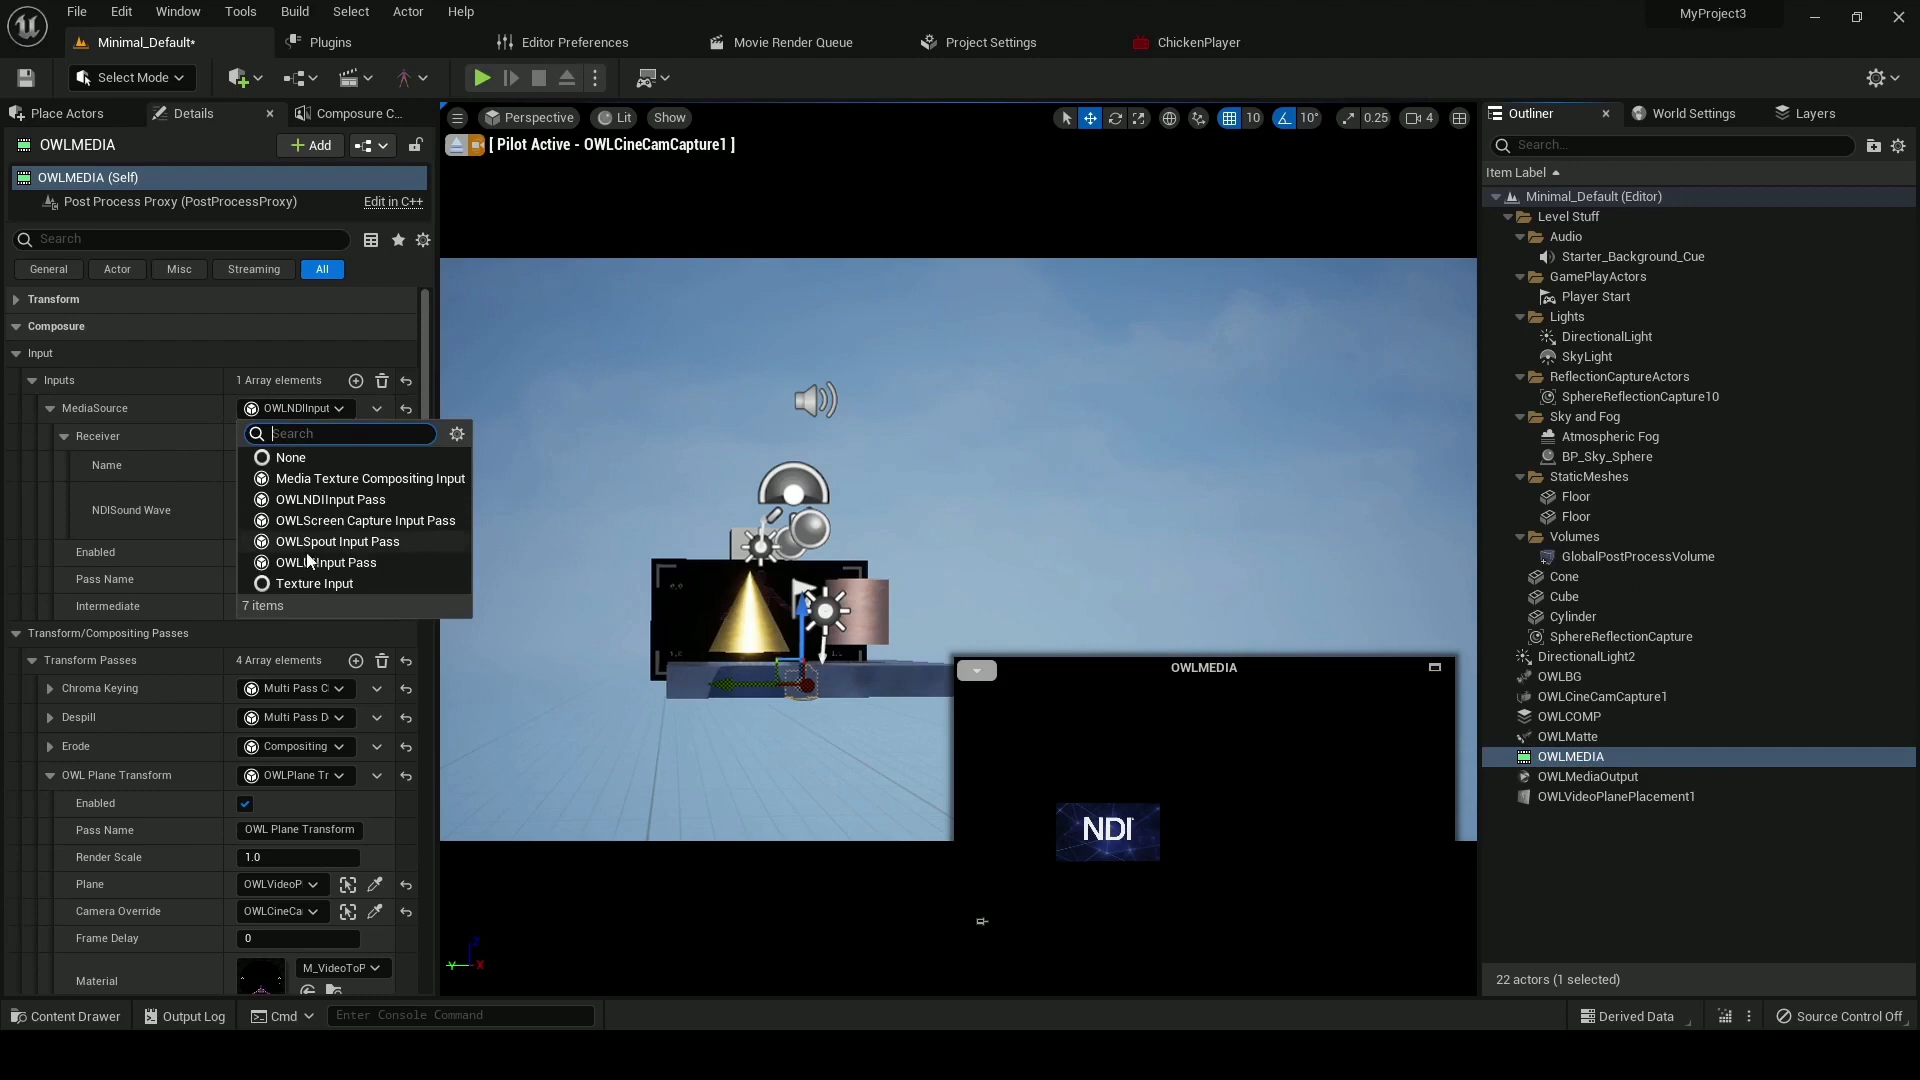 File Edit Window Tools Build Select Actor Help
MyProject3
Minimal_Default*
Plugins
Editor Preferences
Movie Render Queue
Project Settings
ChickenPlayer
Select Mode
Place Actors
Details
Composure C...
OWLMEDIA
Add
OWLMEDIA (Self)
Post Process Proxy (PostProcessProxy)
Edit in C++
Search
General Actor Misc Streaming All
Transform
Composure
Input
Inputs
1 Array elements
MediaSource
OWLNDIInput
Receiver
Name
NDISound Wave
Enabled
Pass Name
Intermediate
Search
None
Media Texture Compositing Input
OWLNDIInput Pass
OWLScreen Capture Input Pass
OWLSpout Input Pass
Input Pass
Texture Input
7 items
Transform/Compositing Passes
Transform Passes
4 Array elements
Chroma Keying
Multi Pass C
Despill
Multi Pass D
Erode
Compositing
OWL Plane Transform
OWLPlane Tr
Enabled
Pass Name
OWL Plane Transform
Render Scale
1.0
Plane
OWLVideoP
Camera Override
OWLCineCa
Frame Delay
0
Material
M_VideoToP
Perspective
Lit
Show
10
10°
0.25
4
[ Pilot Active - OWLCineCamCapture1 ]
OWLMEDIA
NDI
Y
X
Z
Outliner
World Settings
Layers
Search...
Item Label
Minimal_Default (Editor)
Level Stuff
Audio
Starter_Background_Cue
GamePlayActors
Player Start
Lights
DirectionalLight
SkyLight
ReflectionCaptureActors
SphereReflectionCapture10
Sky and Fog
Atmospheric Fog
BP_Sky_Sphere
StaticMeshes
Floor
Floor
Volumes
GlobalPostProcessVolume
Cone
Cube
Cylinder
SphereReflectionCapture
DirectionalLight2
OWLBG
OWLCineCamCapture1
OWLCOMP
OWLMatte
OWLMEDIA
OWLMediaOutput
OWLVideoPlanePlacement1
22 actors (1 selected)
Content Drawer
Output Log
Cmd
Enter Console Command
Derived Data
Source Control Off